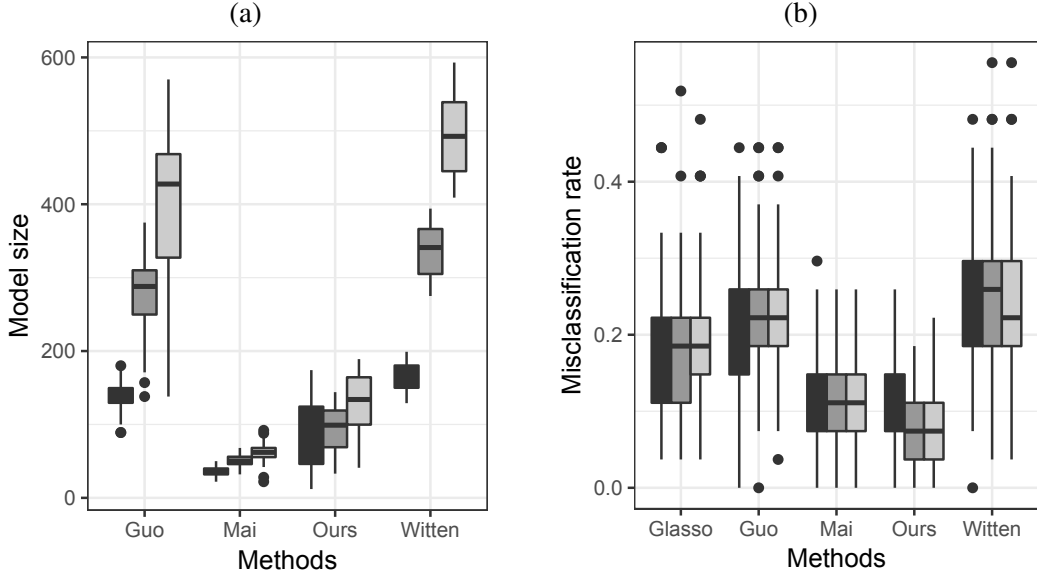 (a)
600
400
200
0
Model size
Guo Mai Ours Witten
Methods
(b)
0.4
0.2
0.0
Misclassification rate
Glasso Guo Mai Ours Witten
Methods